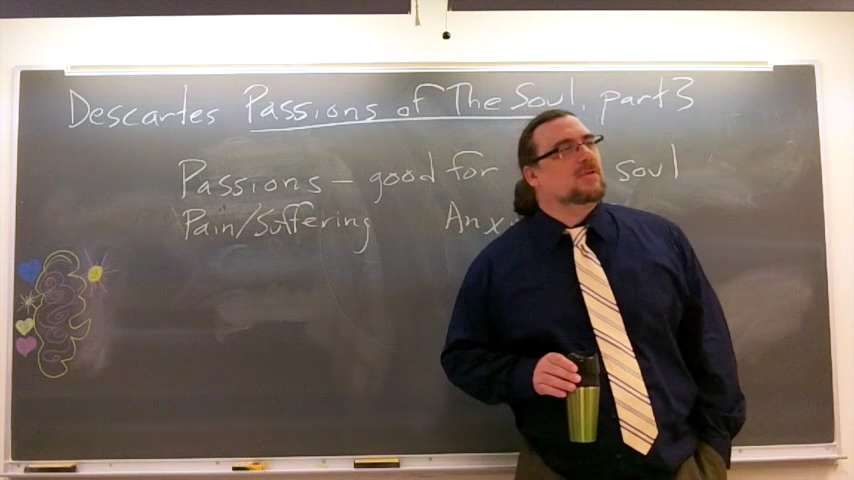 Descartes Passions of The Soul, part 3
Passions – good for soul
Pain/Suffering Anx